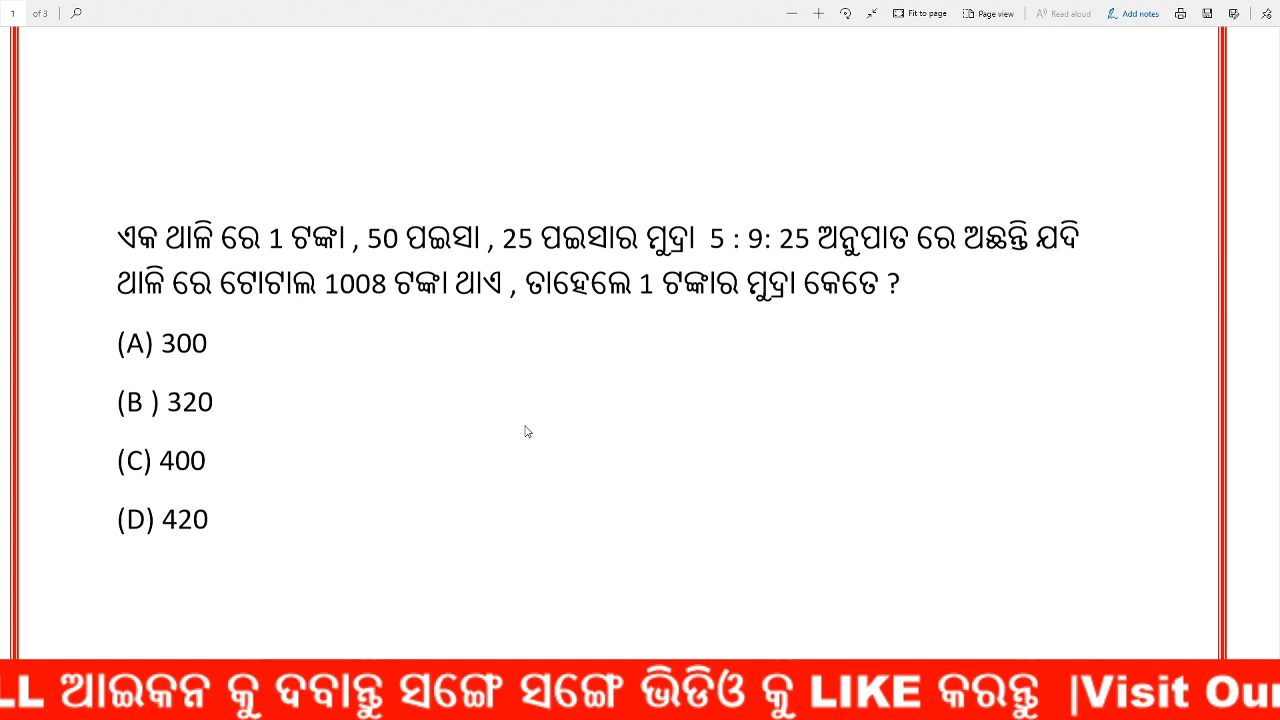 1 of 3 Fit to page Page view Read aloud Add notes
ଏକ ଥାଳି ରେ 1 ଟଙ୍କା , 50 ପଇସା , 25 ପଇସାର ମୁଦ୍ରା 5 : 9: 25 ଅନୁପାତ ରେ ଅଛନ୍ତି ଯଦି
ଥାଳି ରେ ଟୋଟାଲ 1008 ଟଙ୍କା ଥାଏ , ତାହେଲେ 1 ଟଙ୍କାର ମୁଦ୍ରା କେତେ ?
(A) 300
(B ) 320
(C) 400
(D) 420
LL ଆଇକନ କୁ ଦବାନ୍ତୁ ସଙ୍ଗେ ସଙ୍ଗେ ଭିଡିଓ କୁ LIKE କରନ୍ତୁ |Visit Our